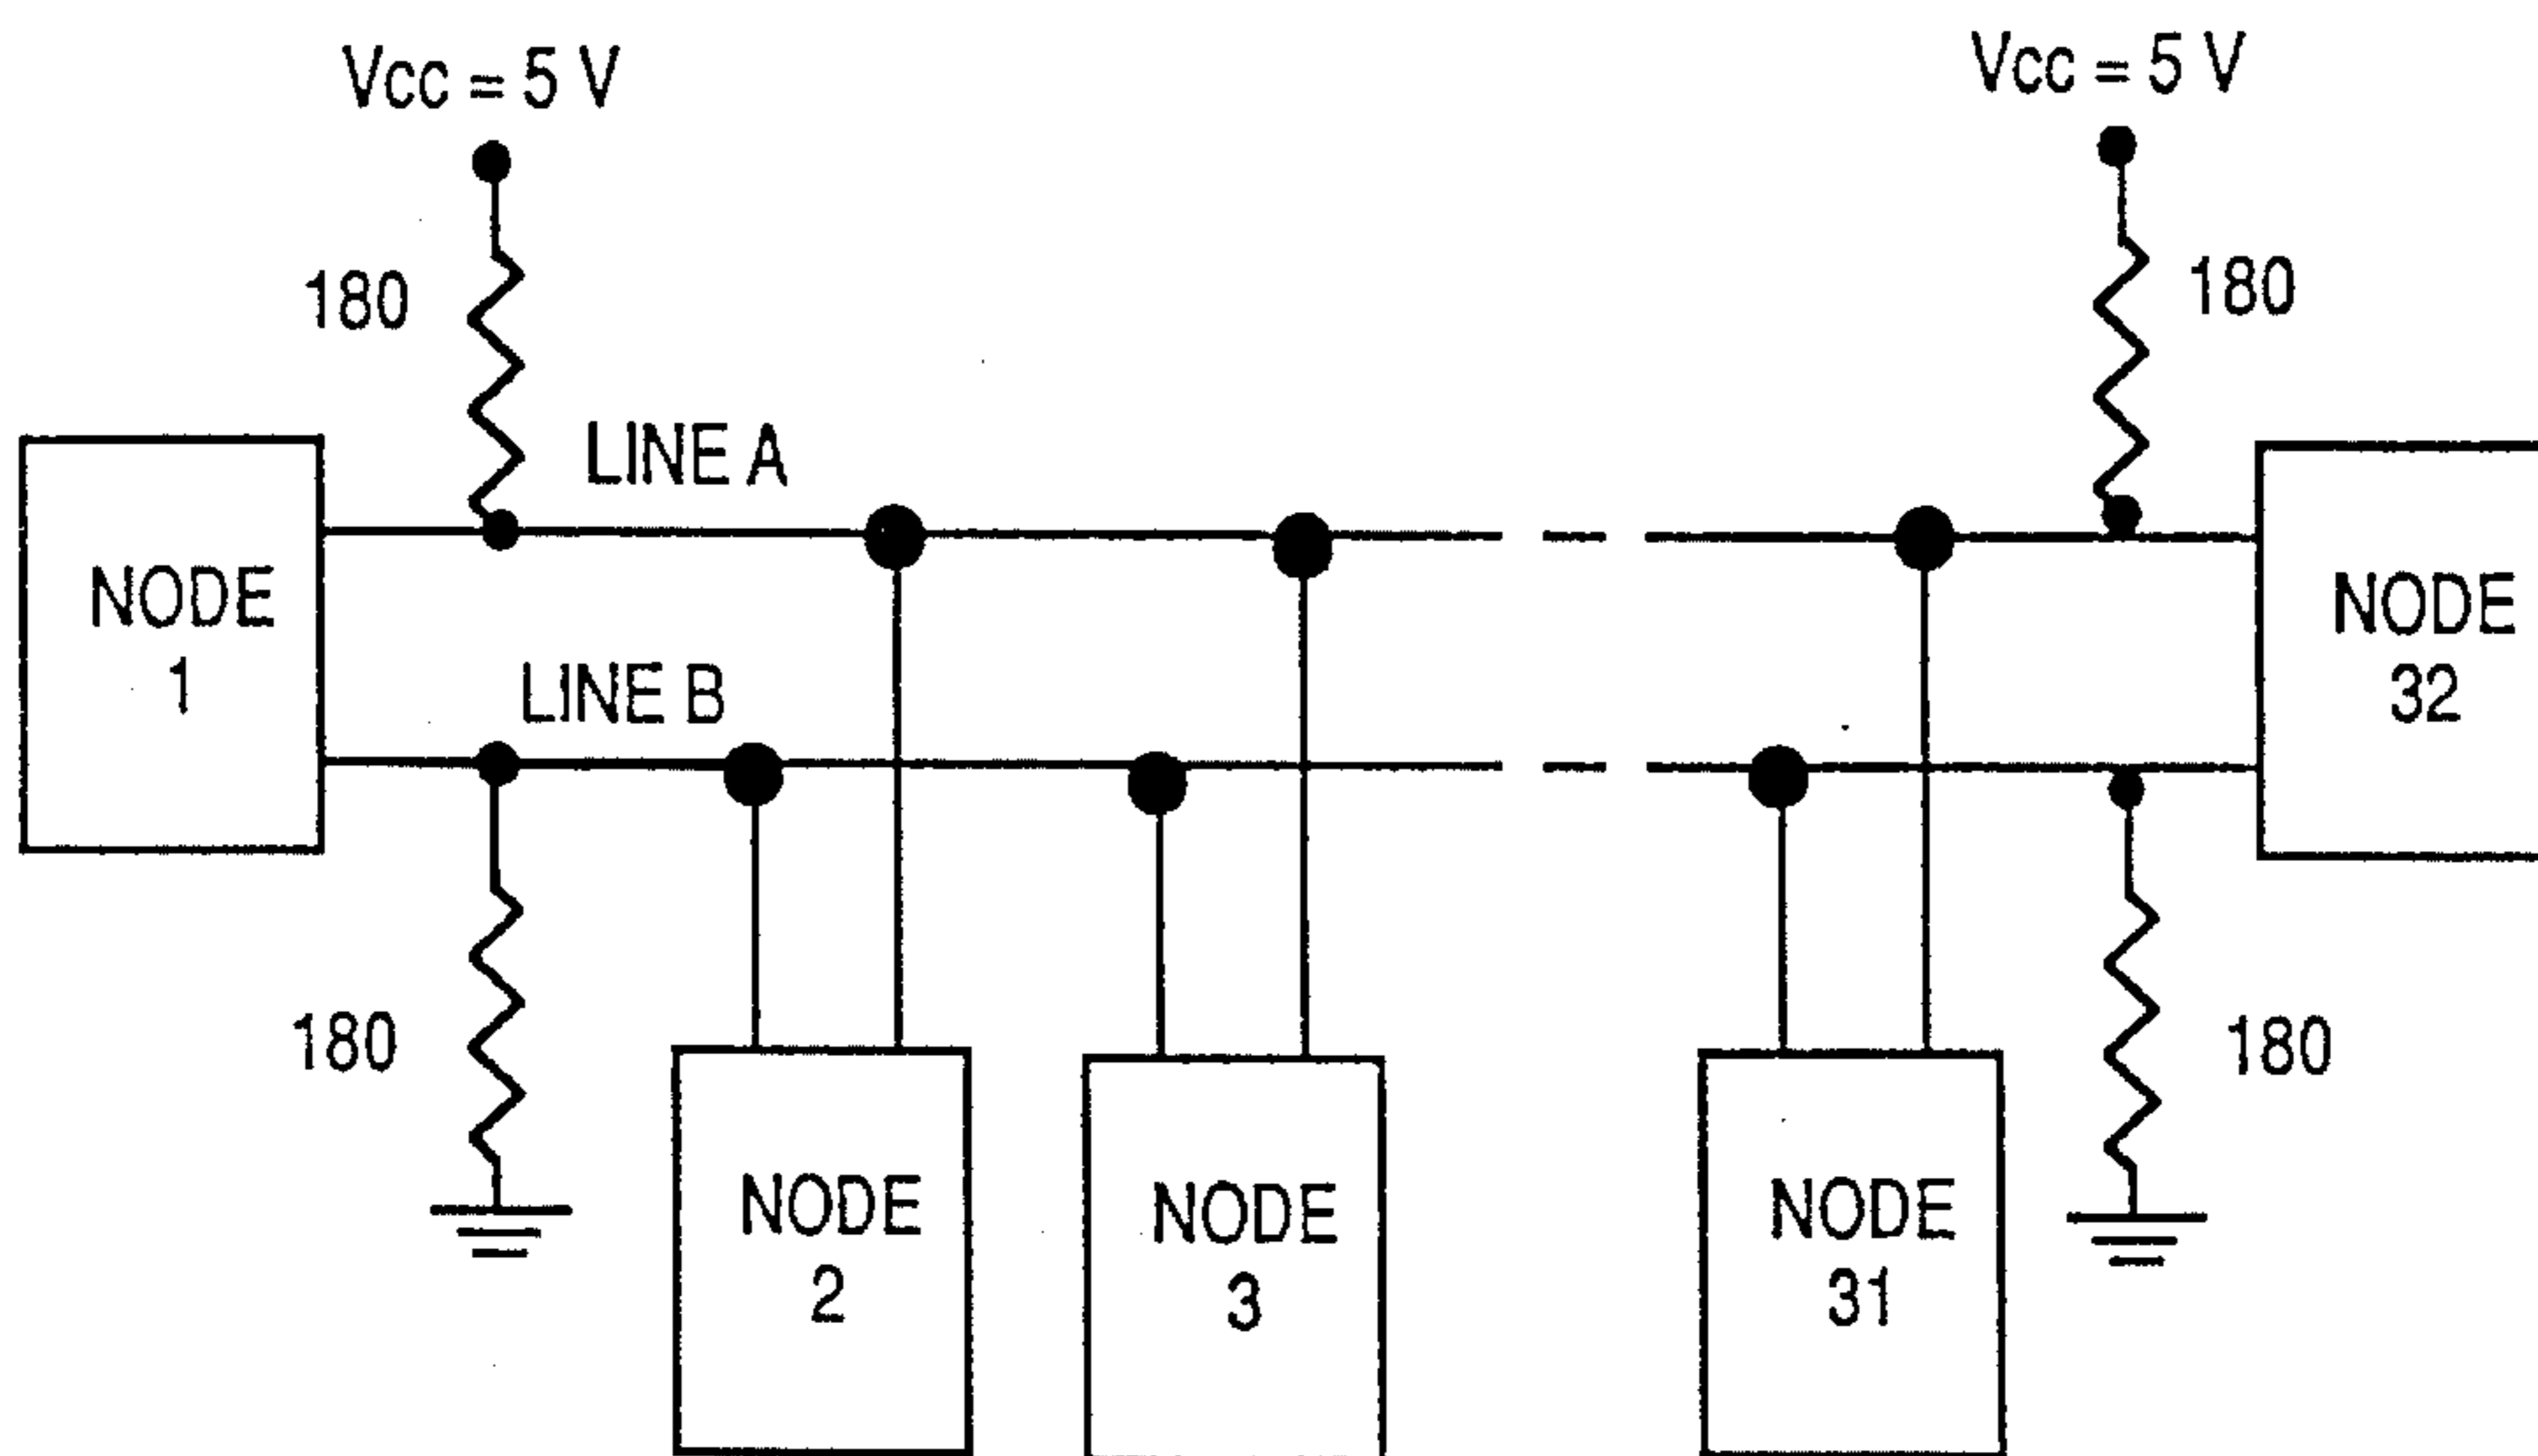 Vcc = 5 V
Vcc = 5 V
180
180
LINE A
NODE
1
NODE
32
LINE B
180
180
NODE
2
NODE
3
NODE
31